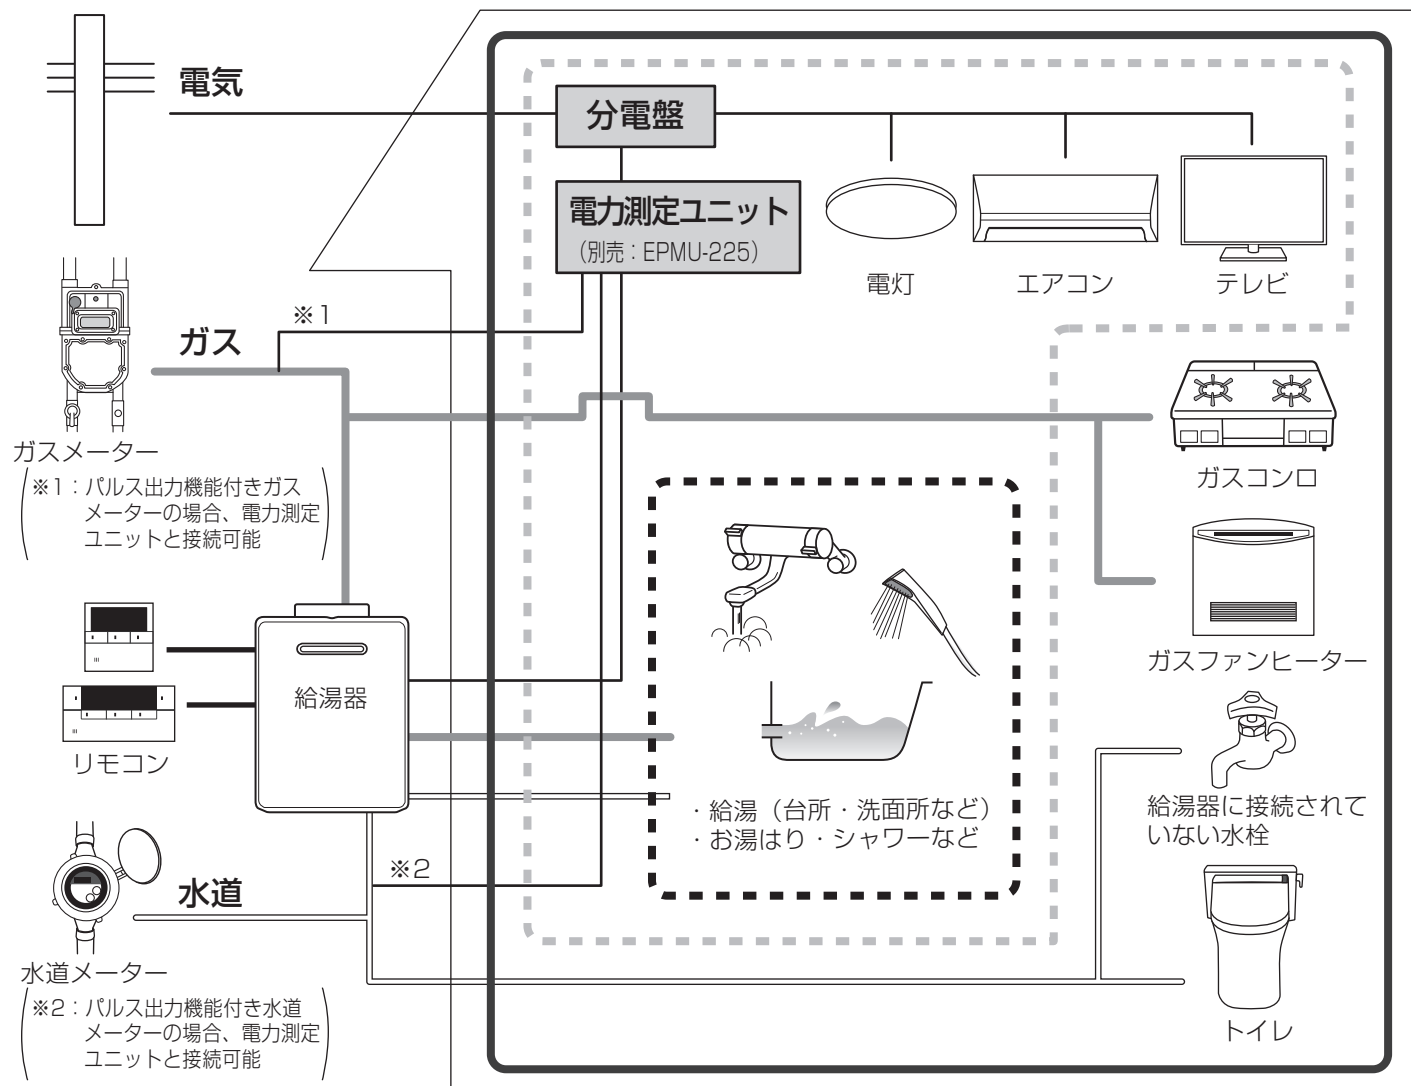 電気
分電盤
電力測定ユニット
（別売：EPMU-225）
電灯
エアコン
テレビ
※1
ガス
ガスメーター
※1：パルス出力機能付きガス
メーターの場合、電力測定
ユニットと接続可能
ガスコンロ
ガスファンヒーター
給湯器
リモコン
・給湯（台所・洗面所など）
・お湯はり・シャワーなど
給湯器に接続されて
いない水栓
※2
水道
水道メーター
※2：パルス出力機能付き水道
メーターの場合、電力測定
ユニットと接続可能
トイレ